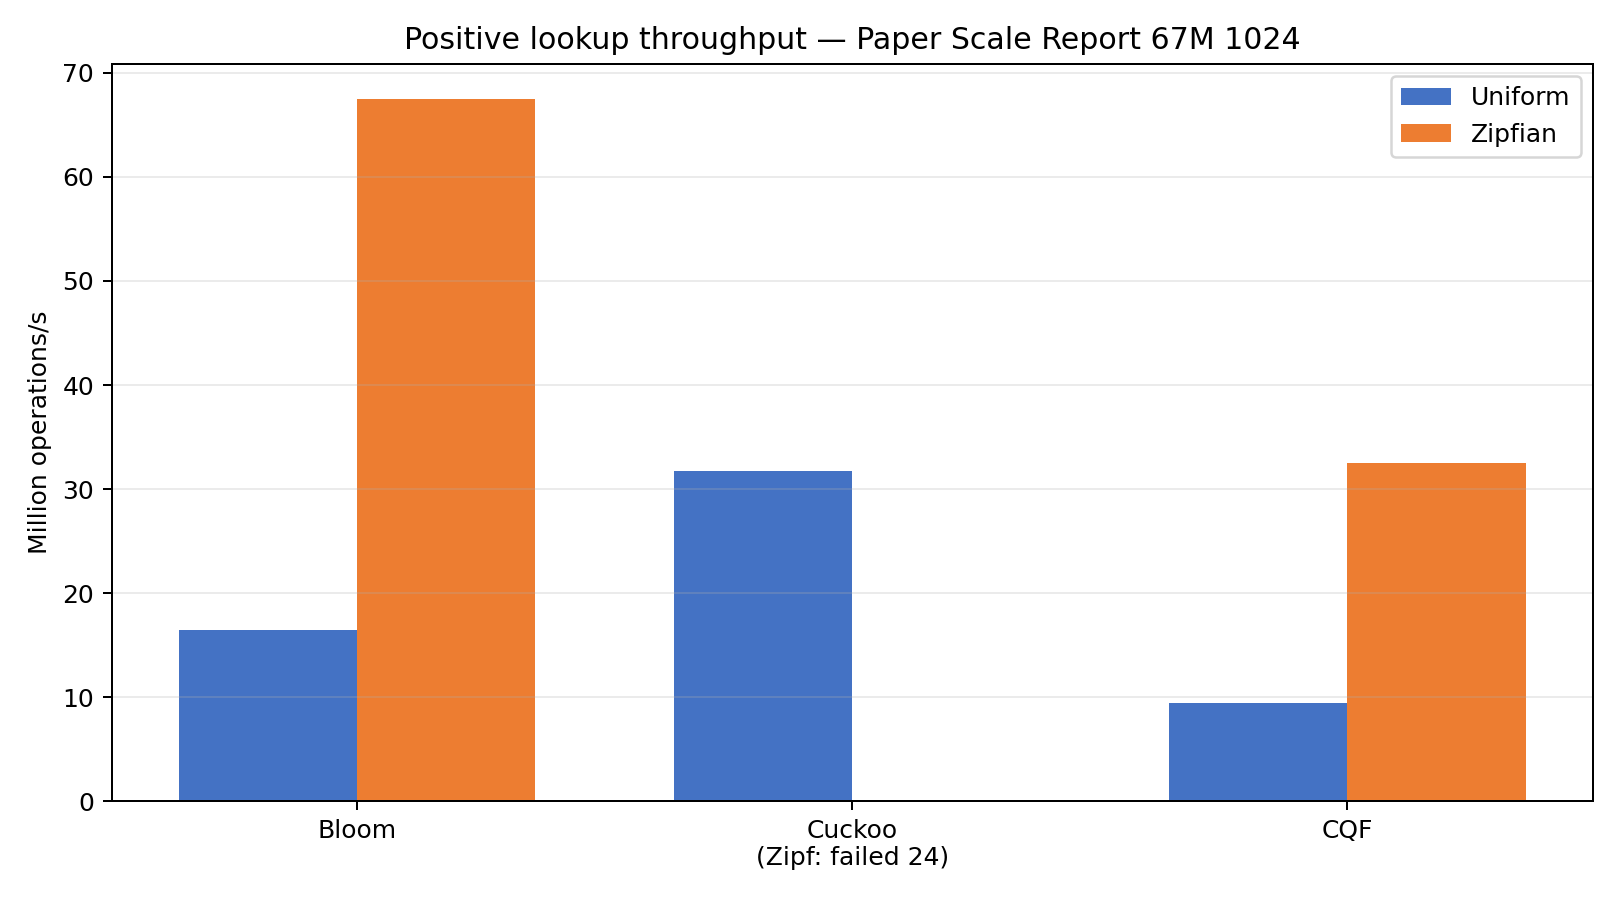 Positive lookup throughput — Paper Scale Report 67M 1024
Uniform
Zipfian
Million operations/s
70
60
50
40
30
20
10
0
Bloom
Cuckoo
(Zipf: failed 24)
CQF